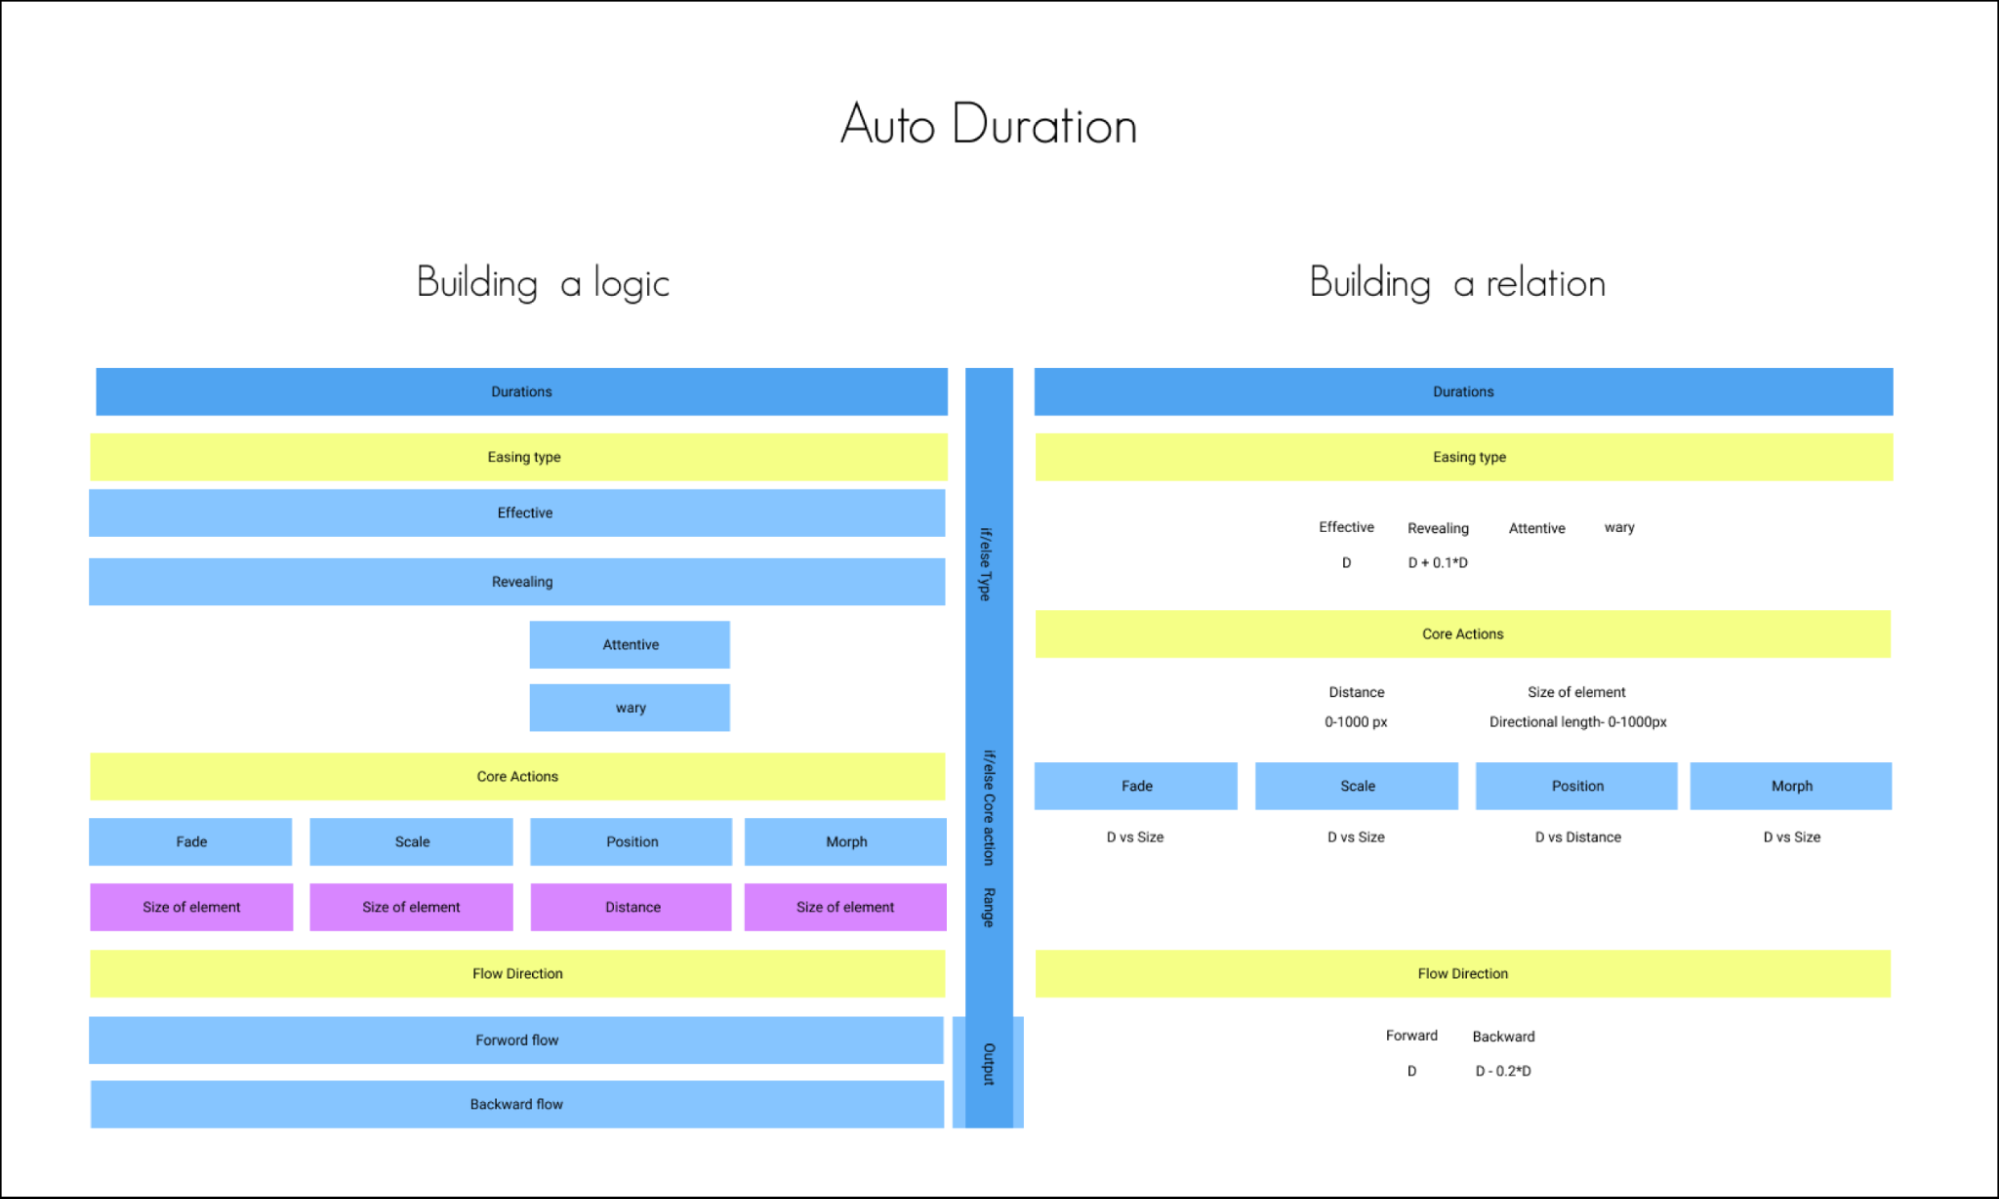 Auto Duration
Building a logic
Durations
Easing type
Effective
Revealing
Attentive
wary
Core Actions
Fade Scale Position Morph
Size of element Size of element Distance Size of element
Flow Direction
Forword flow
Backward flow
if/else Type
if/else Core action
Range
Output
Building a relation
Durations
Easing type
Effective Revealing Attentive wary
D D + 0.1*D
Core Actions
Distance Size of element
0-1000 px Directional length- 0-1000px
Fade Scale Position Morph
D vs Size D vs Size D vs Distance D vs Size
Flow Direction
Forward Backward
D D - 0.2*D